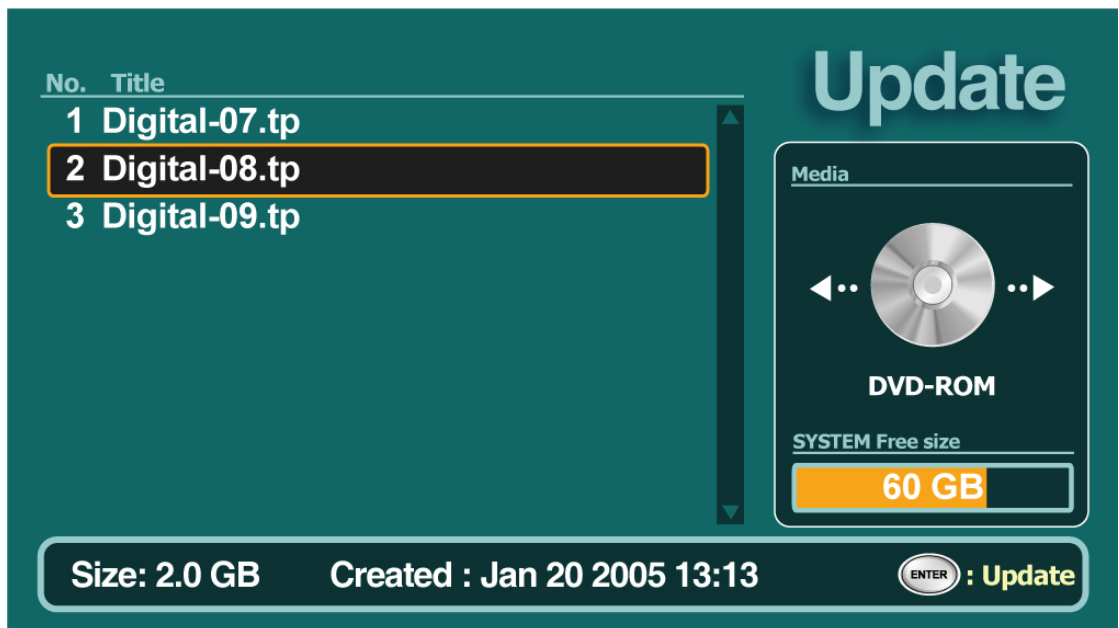 Update
No. Title
1 Digital-07.tp
2 Digital-08.tp
3 Digital-09.tp
Media
DVD-ROM
SYSTEM Free size
60 GB
Size: 2.0 GB Created : Jan 20 2005 13:13 ENTER : Update